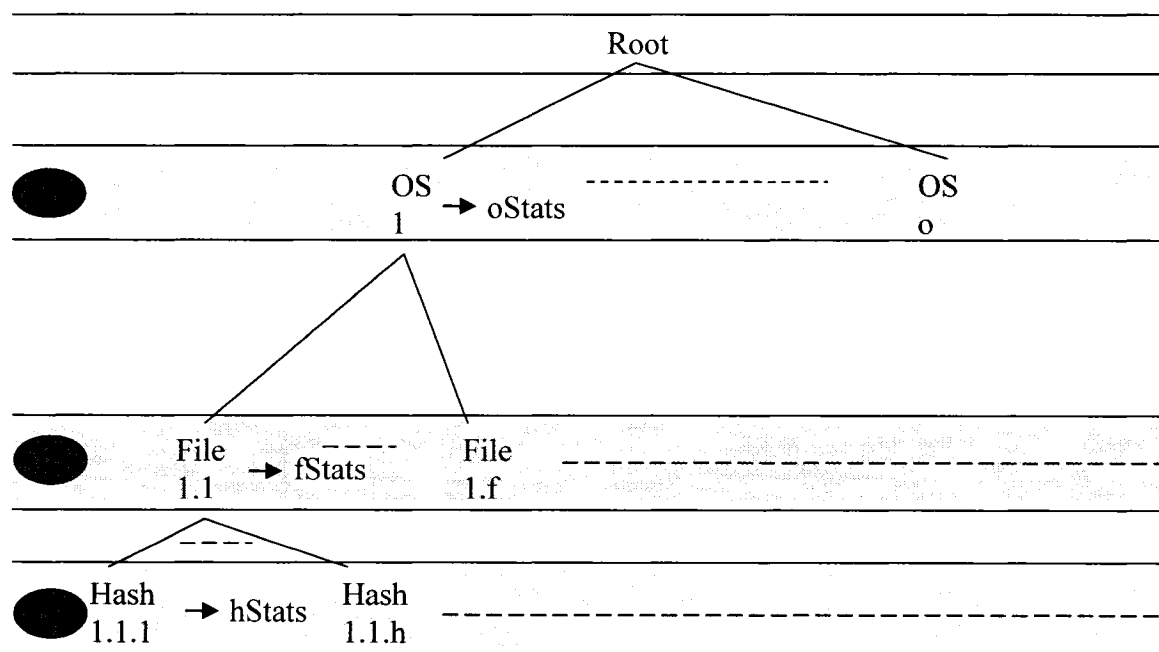 Root
OS
1
→ oStats
OS
o
File
1.1
→ fStats
File
1.f
Hash
1.1.1
→ hStats
Hash
1.1.h